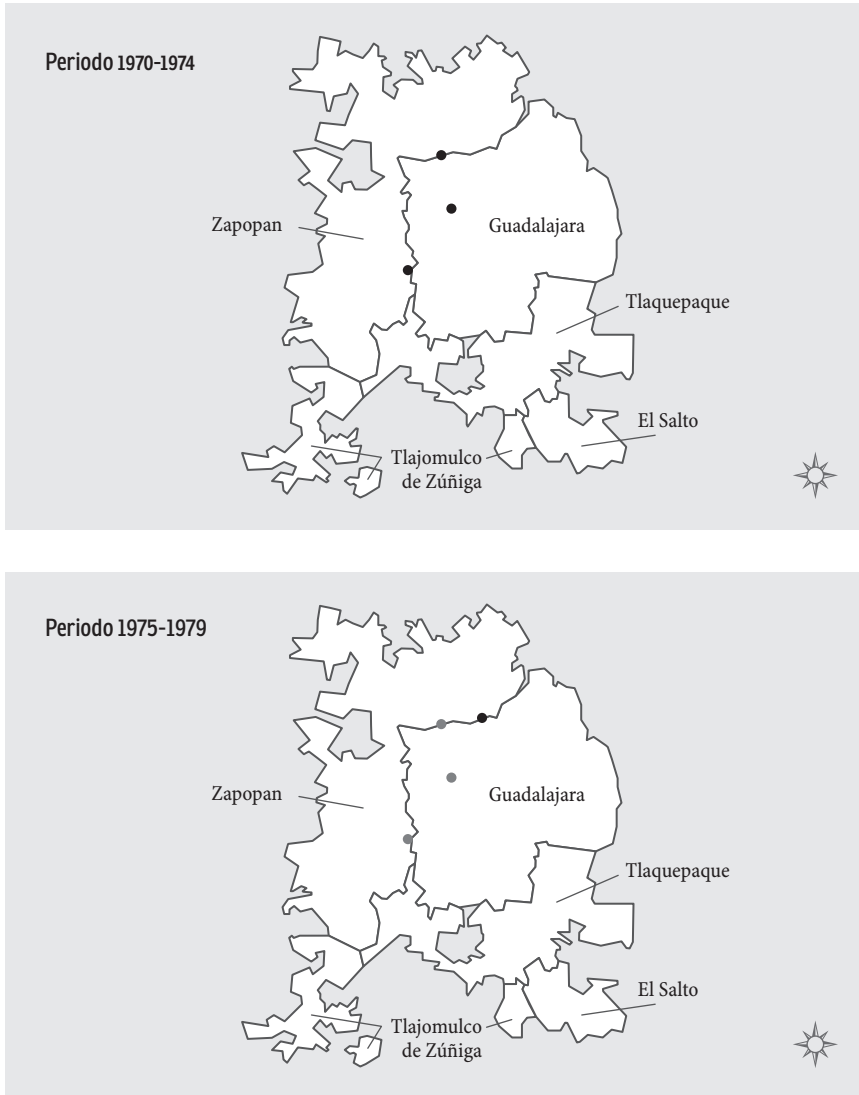 Periodo 1970-1974
Zapopan
Guadalajara
Tlaquepaque
El Salto
Tlajomulco
de Zúñiga
Periodo 1975-1979
Zapopan
Guadalajara
Tlaquepaque
El Salto
Tlajomulco
de Zúñiga